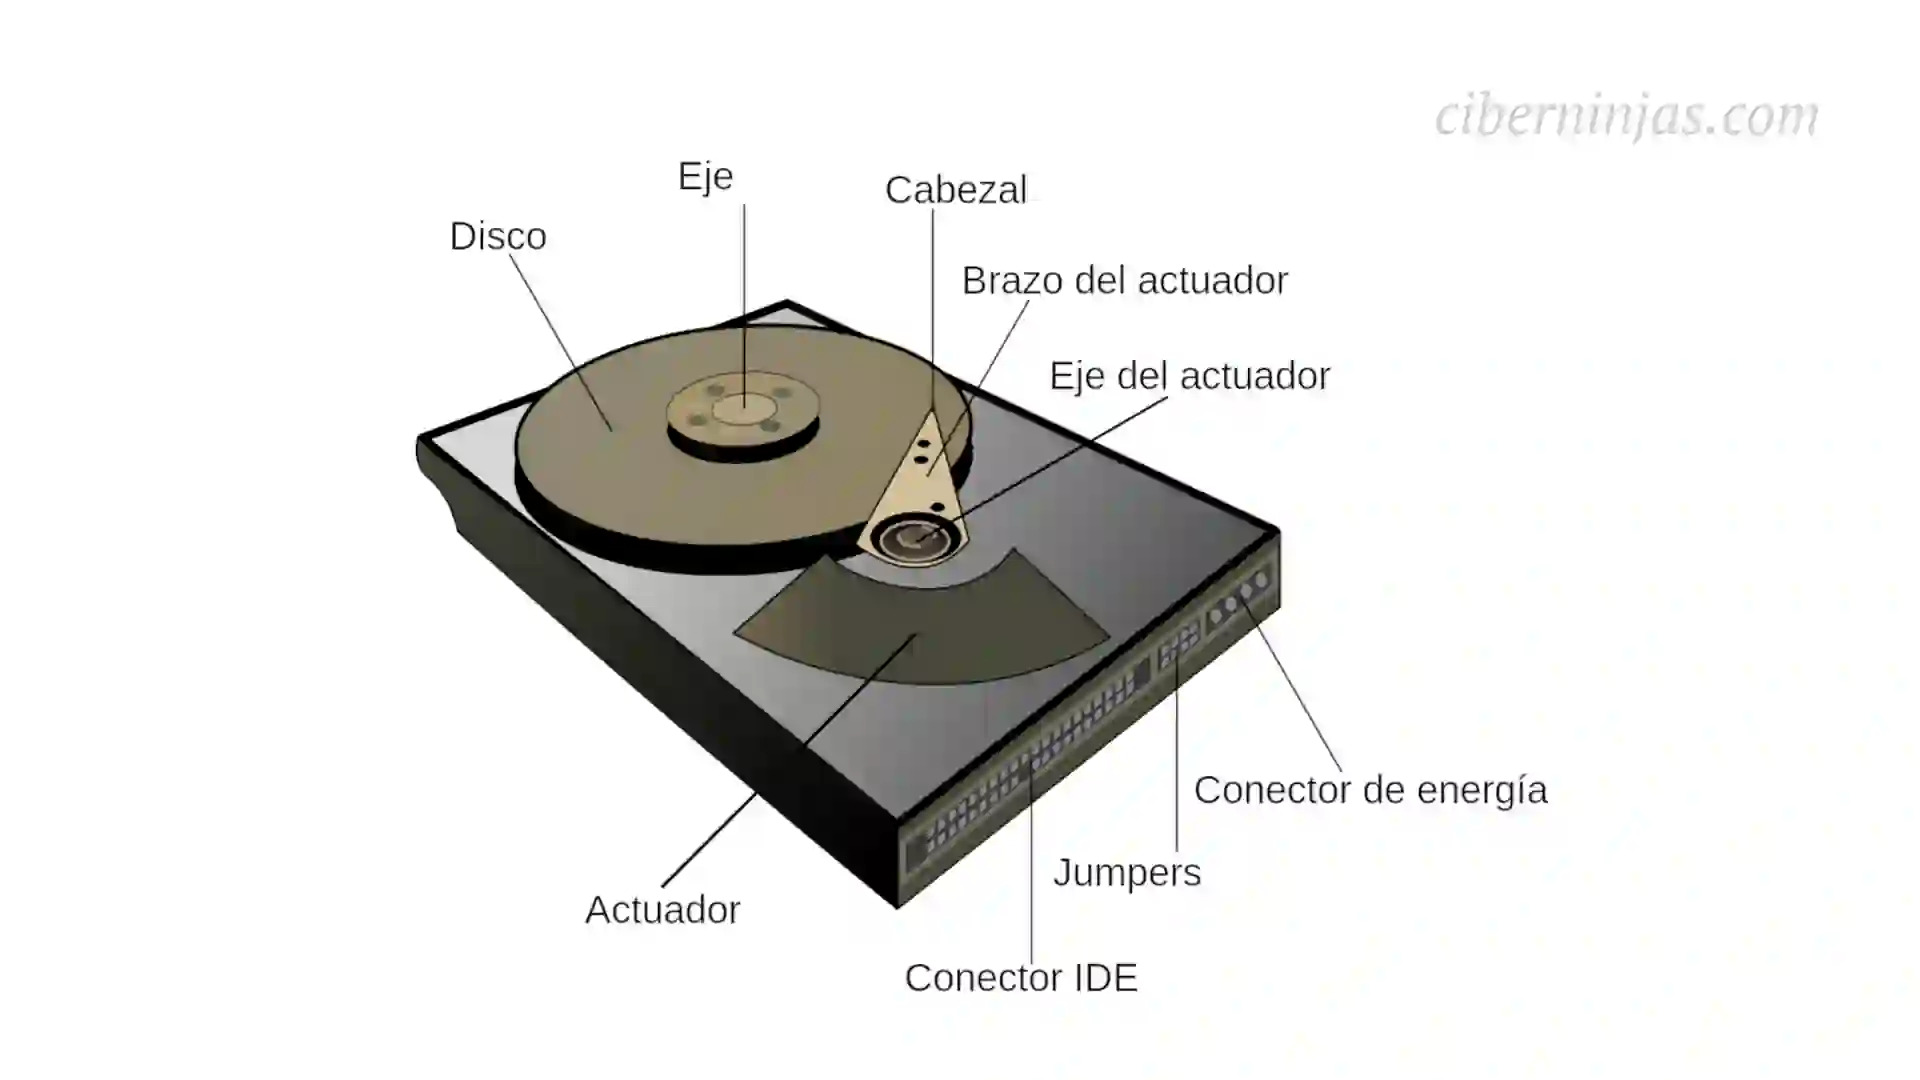 ciberninjas.com
Eje
Cabezal
Disco
Brazo del actuador
Eje del actuador
Conector de energía
Jumpers
Actuador
Conector IDE